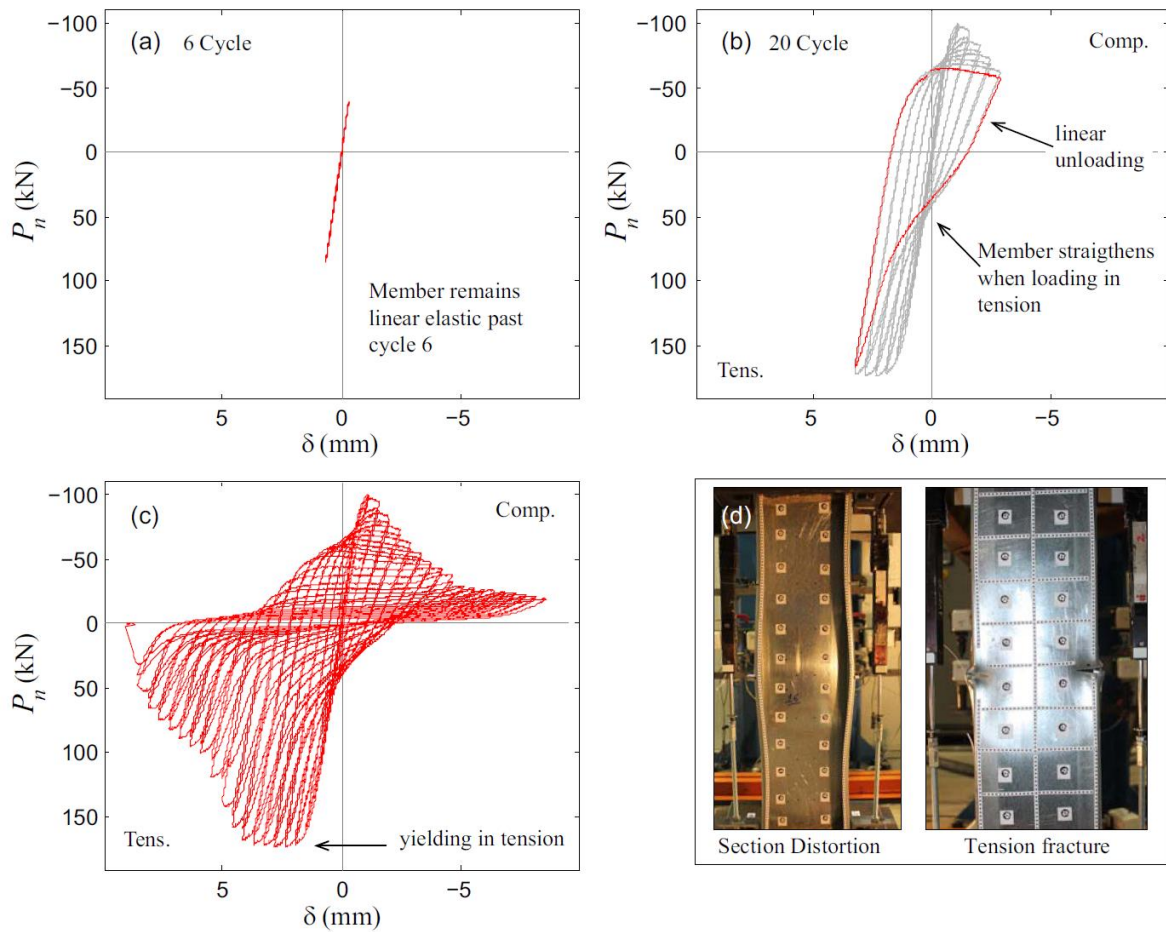 (a) 6 Cycle
-100
-50
0
50
100
150
Pn (kN)
Member remains
linear elastic past
cycle 6
5 0 -5
δ (mm)
(b) 20 Cycle
Comp.
-100
-50
0
50
100
150
Pn (kN)
linear
unloading
Member straigthens
when loading in
tension
Tens.
5 0 -5
δ (mm)
(c)
Comp.
-100
-50
0
50
100
150
Pn (kN)
Tens.
yielding in tension
5 0 -5
δ (mm)
(d)
Section Distortion
Tension fracture